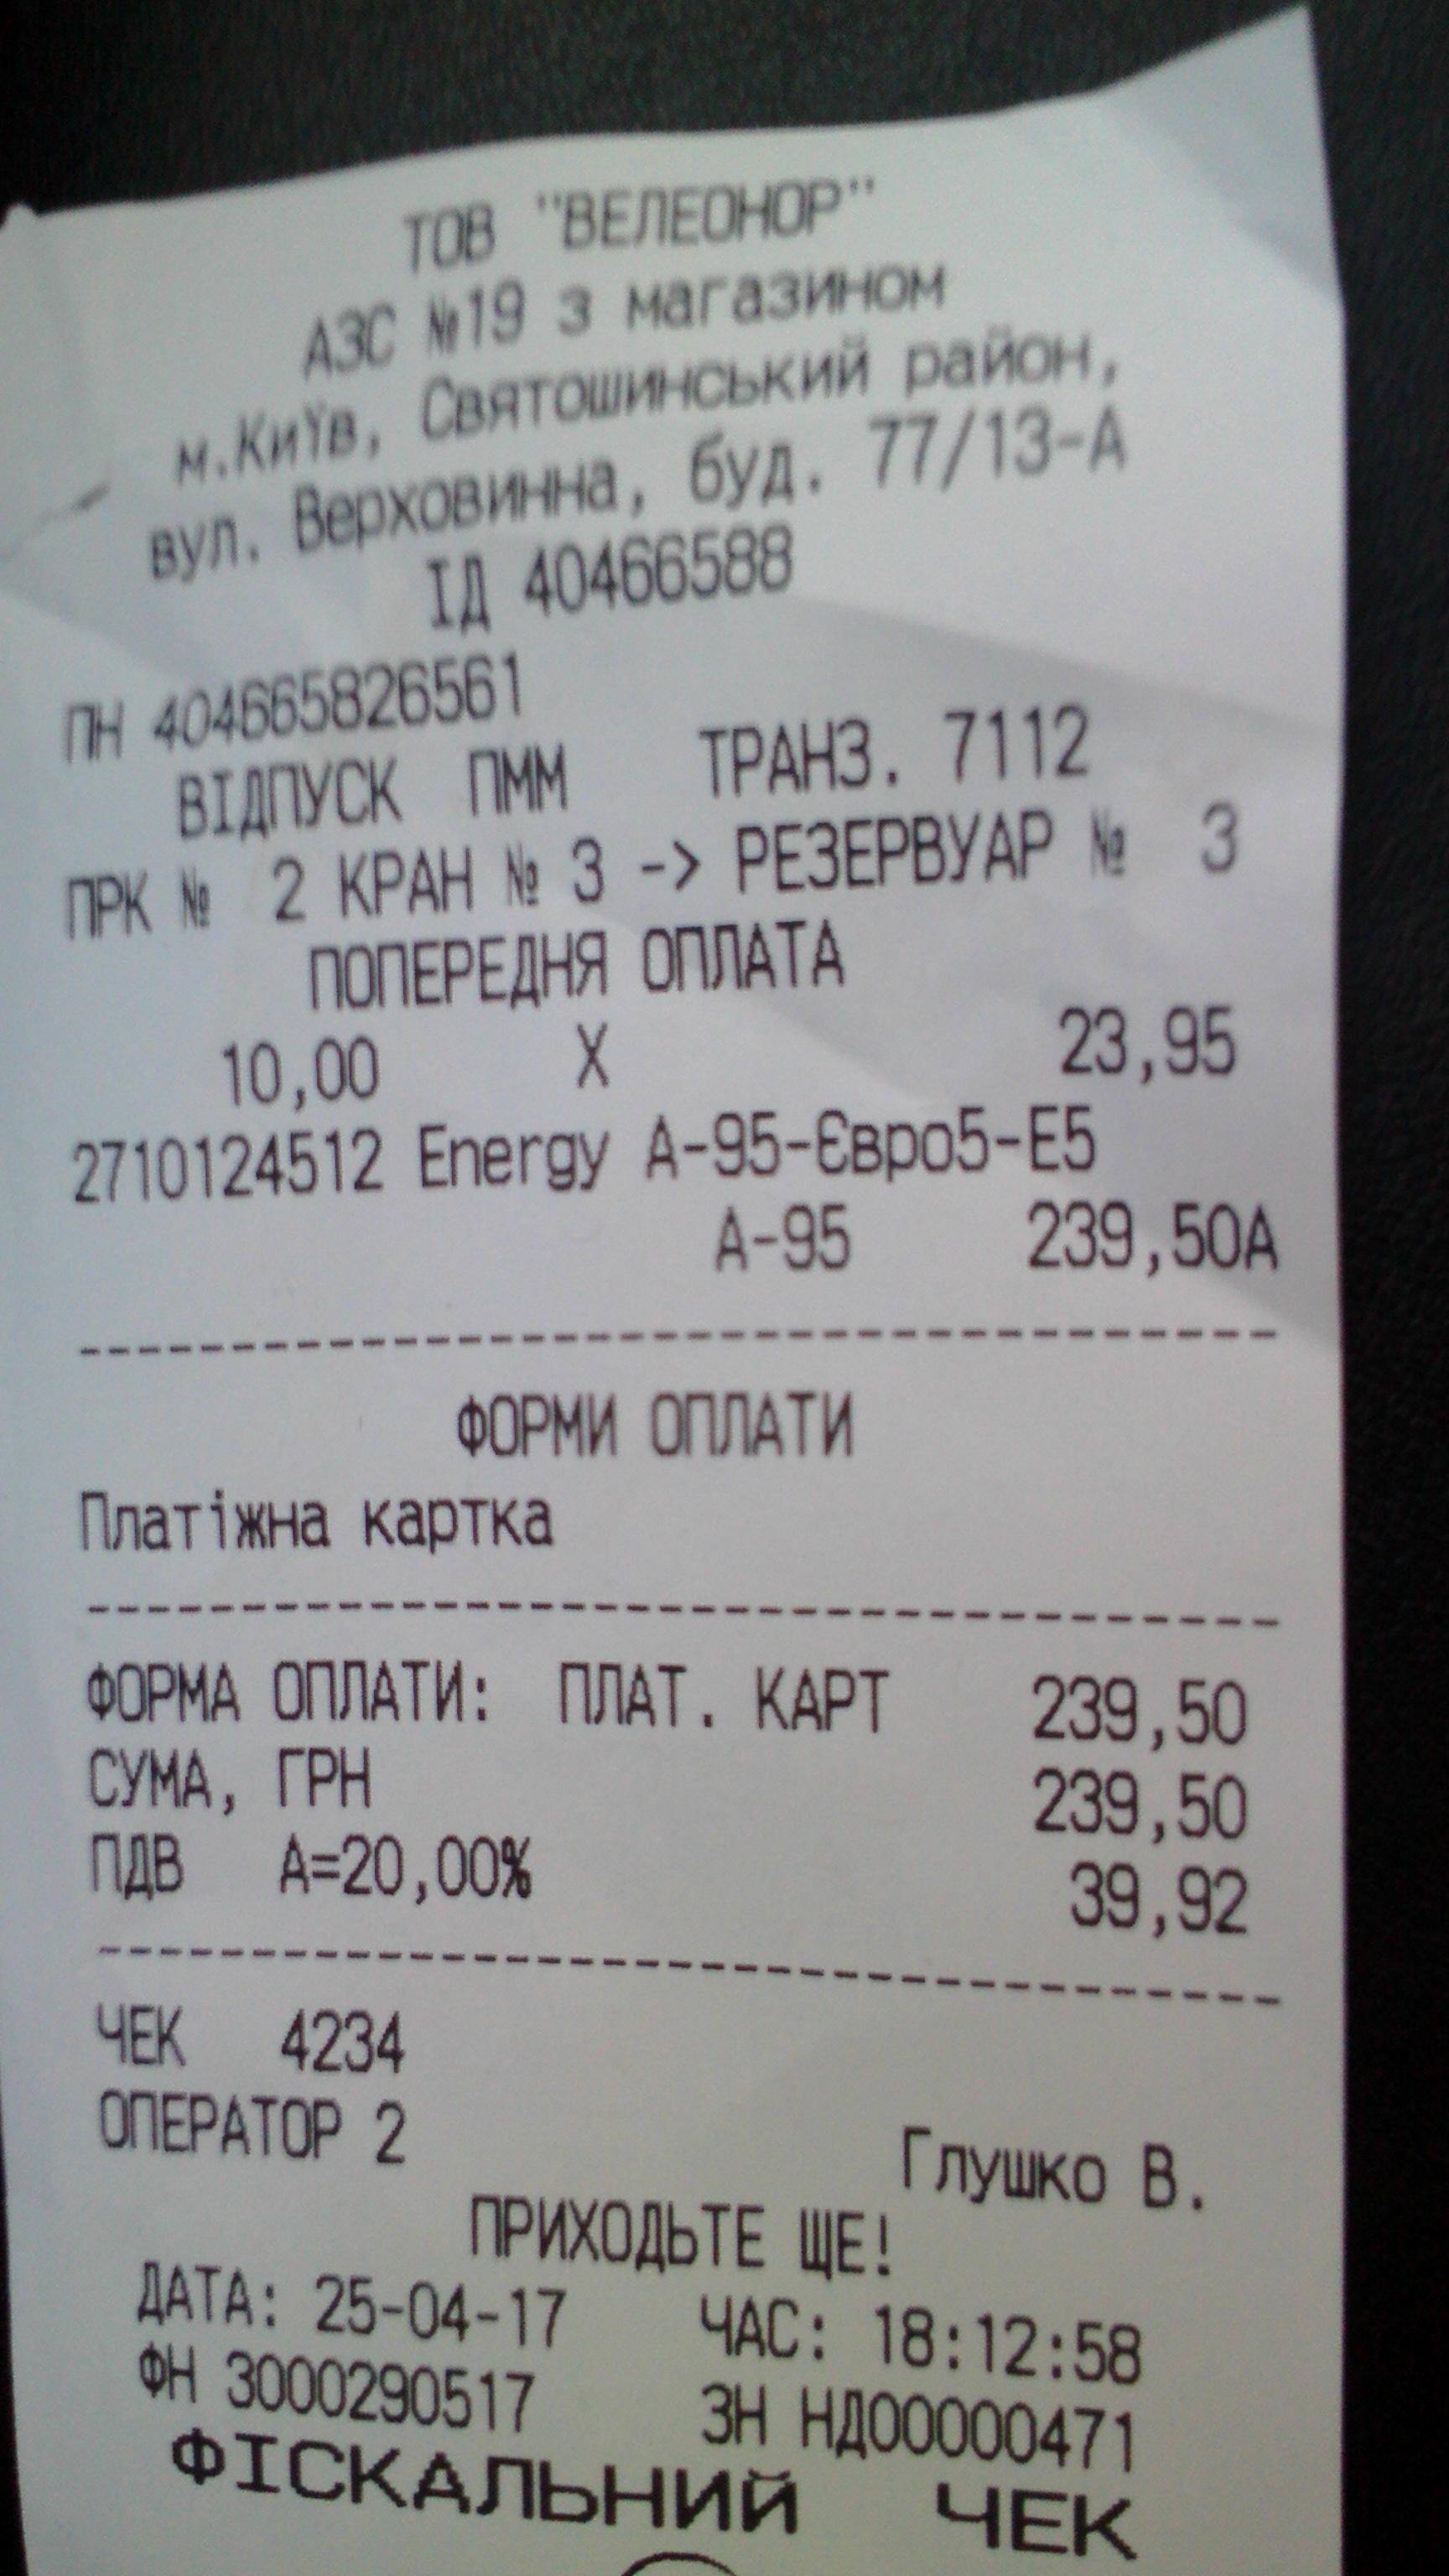 ТОВ "ВЕЛЕОНОР"
АЗС №19 з магазином
м.Київ, Святошинський район,
вул. Верховинна, буд. 77/13-А
ІД 40466588
ПН 404665826561
ВІДПУСК ПММ ТРАНЗ. 7112
ПРК № 2 КРАН № 3 -> РЕЗЕРВУАР № 3
ПОПЕРЕДНЯ ОПЛАТА
10,00 X 23,95
2710124512 Energy А-95-Євро5-Е5
А-95 239,50А
ФОРМИ ОПЛАТИ
Платіжна картка
ФОРМА ОПЛАТИ: ПЛАТ. КАРТ 239,50
СУМА, ГРН 239,50
ПДВ А=20,00% 39,92
ЧЕК 4234
ОПЕРАТОР 2 Глушко В.
ПРИХОДЬТЕ ЩЕ!
ДАТА: 25-04-17 ЧАС: 18:12:58
ФН 3000290517 ЗН НД00000471
ФІСКАЛЬНИЙ ЧЕК